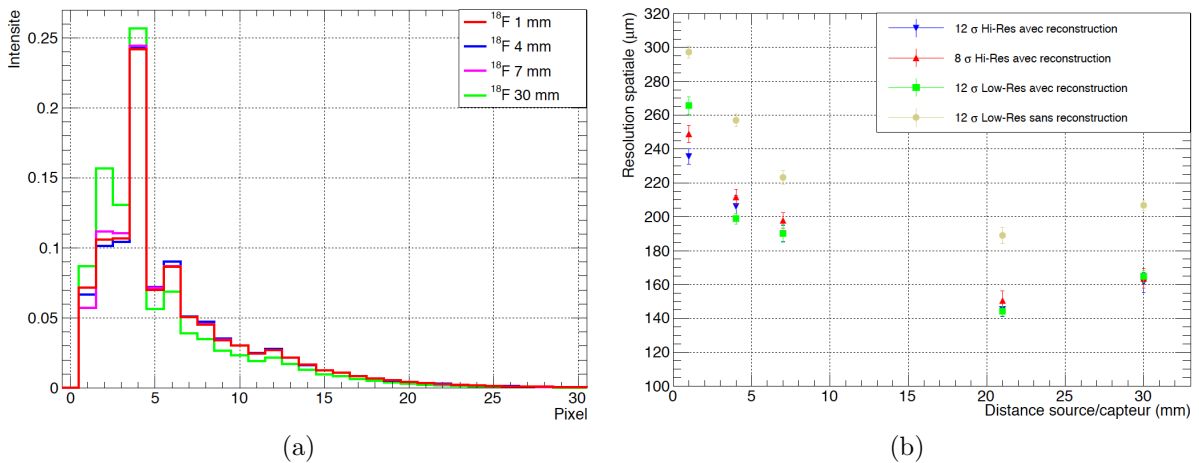 Intensite
0.25
0.2
0.15
0.1
0.05
0
0 5 10 15 20 25 30
Pixel
¹⁸F 1 mm
¹⁸F 4 mm
¹⁸F 7 mm
¹⁸F 30 mm
(a)
Resolution spatiale (μm)
320
300
280
260
240
220
200
180
160
140
120
100
0 5 10 15 20 25 30
Distance source/capteur (mm)
12 σ Hi-Res avec reconstruction
8 σ Hi-Res avec reconstruction
12 σ Low-Res avec reconstruction
12 σ Low-Res sans reconstruction
(b)